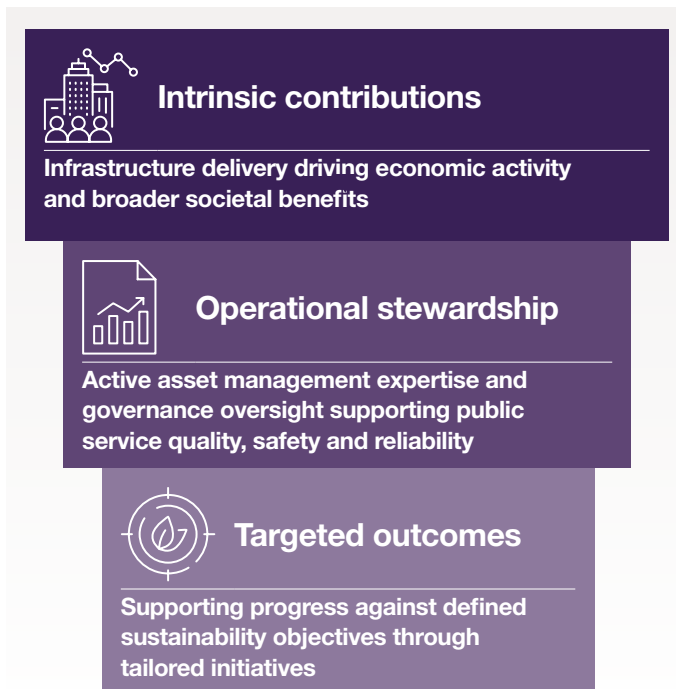 Intrinsic contributions
Infrastructure delivery driving economic activity
and broader societal benefits
Operational stewardship
Active asset management expertise and
governance oversight supporting public
service quality, safety and reliability
Targeted outcomes
Supporting progress against defined
sustainability objectives through
tailored initiatives